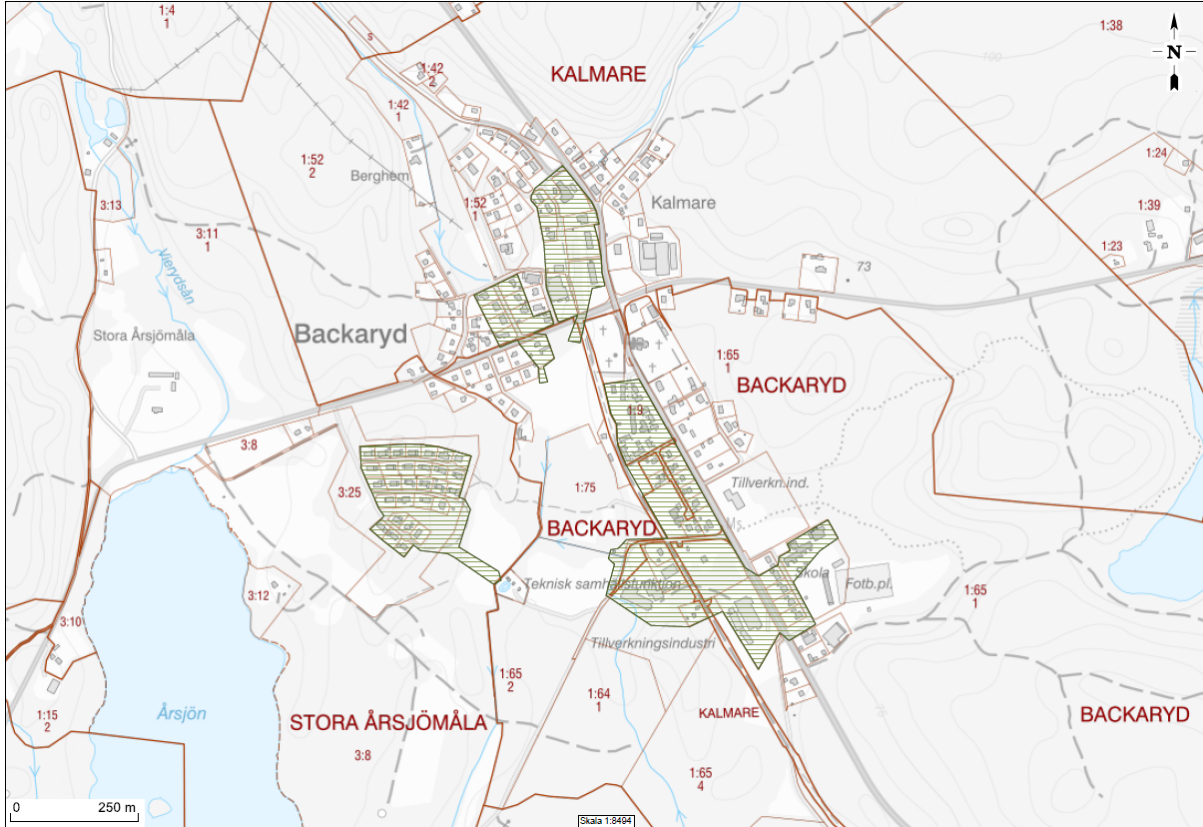 1:4
1
1:38
S
N
1:42
2
KALMARE
100
1:42
1
1:52
2
Berghem
1:24
3:13
1:52
1
Kalmare
1:39
3:11
1
1:23
73
Vierydsån
Stora Årsjömåla
Backaryd
1:65
1
BACKARYD
1:9
3:8
3:25
1:75
Tillverkn.ind.
BACKARYD
Ms.
Teknisk samhällsfunktion
Skola
Fotb.pl.
3:12
1:65
1
3:10
Tillverkningsindustri
1:65
2
1:64
1
1:15
2
Årsjön
STORA ÅRSJÖMÅLA
KALMARE
BACKARYD
3:8
1:65
4
0 250 m
Skala 1:8494